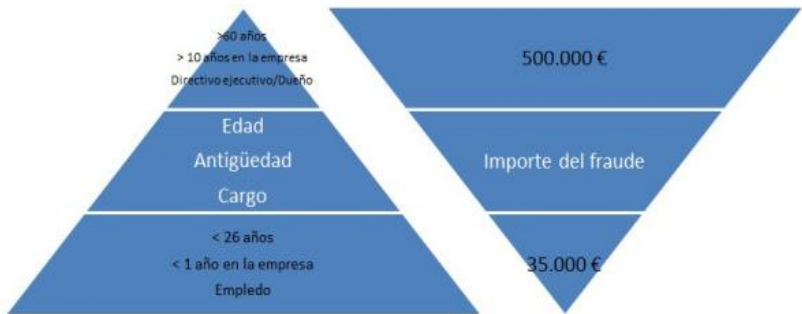 >60 años
> 10 años en la empresa
Directivo ejecutivo/Dueño
Edad
Antigüedad
Cargo
< 26 años
< 1 año en la empresa
Empledo
500.000 €
Importe del fraude
35.000 €